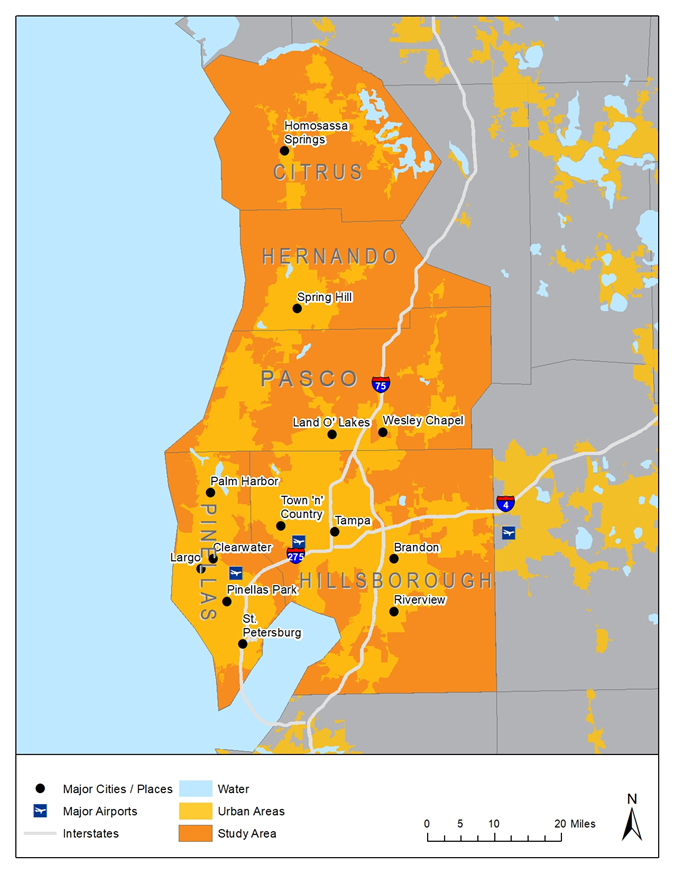 Homosassa
Springs
CITRUS
HERNANDO
Spring Hill
PASCO
75
Land O' Lakes
Wesley Chapel
Palm Harbor
Town 'n'
Country
Tampa
4
PINELLAS
Clearwater
Largo
275
Brandon
HILLSBOROUGH
Pinellas Park
Riverview
St.
Petersburg
Major Cities / Places
Water
Major Airports
Urban Areas
Interstates
Study Area
0 5 10 20 Miles
N